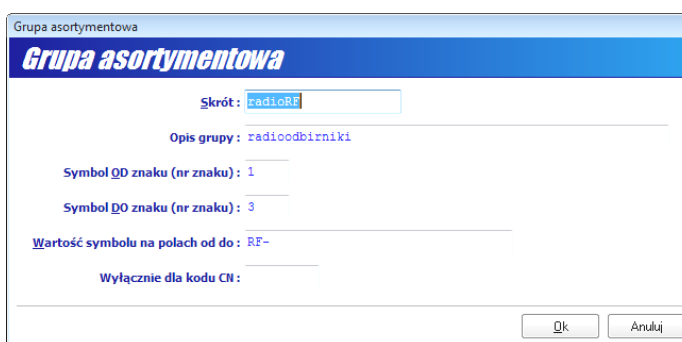 Grupa asortymentowa
Grupa asortymentowa
Skrót : radioRF
Opis grupy : radioodbirniki
Symbol OD znaku (nr znaku) : 1
Symbol DO znaku (nr znaku) : 3
Wartość symbolu na polach od do : RF-
Wyłącznie dla kodu CN :
Ok Anuluj